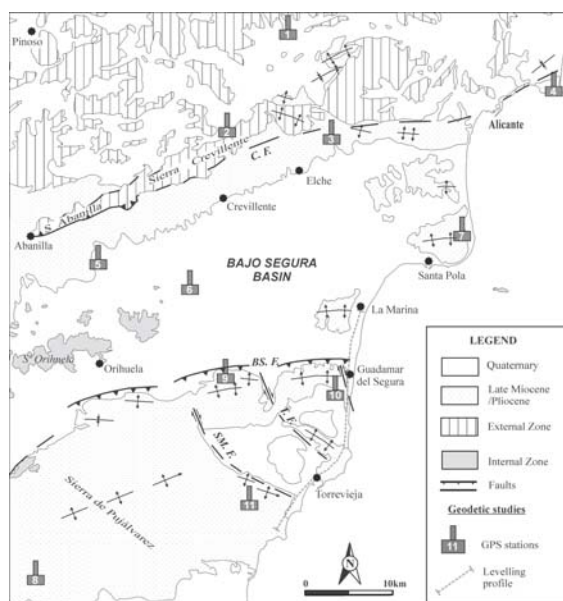 Pinoso
1
4
Alicante
2
3
C. F.
Sierra Crevillente
S. Abanilla
Elche
Crevillente
Abanilla
7
5
BAJO SEGURA
BASIN
Santa Pola
6
La Marina
Sª Orihuela
Orihuela
BS. F.
9
Guadamar
del Segura
10
T. F.
SM. F.
Torrevieja
11
Sierra de Pujálvarez
8
N
0 10km
LEGEND
Quaternary
Late Miocene
/Pliocene
External Zone
Internal Zone
Faults
Geodetic studies
11
GPS stations
Levelling
profile